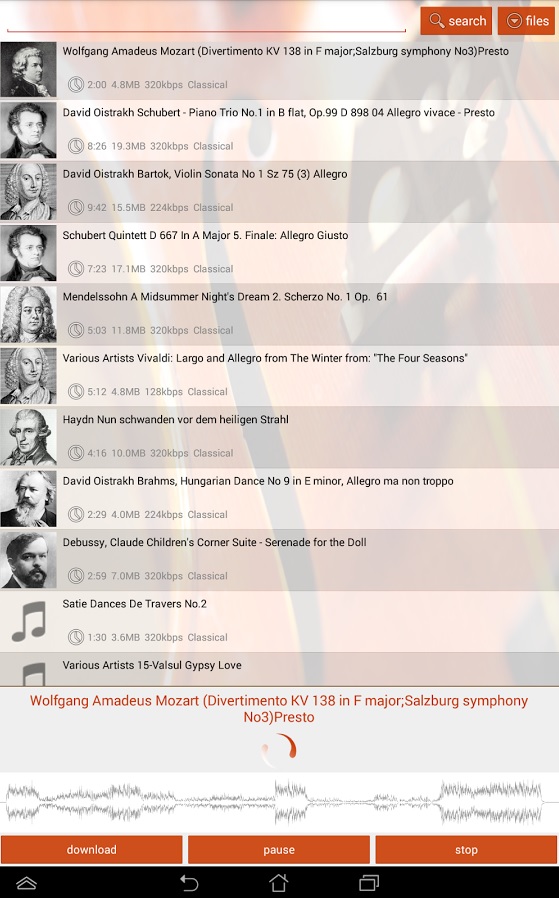 search
files
Wolfgang Amadeus Mozart (Divertimento KV 138 in F major;Salzburg symphony No3)Presto
2:00 4.8MB 320kbps Classical
David Oistrakh Schubert - Piano Trio No.1 in B flat, Op.99 D 898 04 Allegro vivace - Presto
8:26 19.3MB 320kbps Classical
David Oistrakh Bartok, Violin Sonata No 1 Sz 75 (3) Allegro
9:42 15.5MB 224kbps Classical
Schubert Quintett D 667 In A Major 5. Finale: Allegro Giusto
7:23 17.1MB 320kbps Classical
Mendelssohn A Midsummer Night's Dream 2. Scherzo No. 1 Op. 61
5:03 11.8MB 320kbps Classical
Various Artists Vivaldi: Largo and Allegro from The Winter from: "The Four Seasons"
5:12 4.8MB 128kbps Classical
Haydn Nun schwanden vor dem heiligen Strahl
4:16 10.0MB 320kbps Classical
David Oistrakh Brahms, Hungarian Dance No 9 in E minor, Allegro ma non troppo
2:29 4.0MB 224kbps Classical
Debussy, Claude Children's Corner Suite - Serenade for the Doll
2:59 7.0MB 320kbps Classical
Satie Dances De Travers No.2
1:30 3.6MB 320kbps Classical
Various Artists 15-Valsul Gypsy Love
Wolfgang Amadeus Mozart (Divertimento KV 138 in F major;Salzburg symphony
No3)Presto
download
pause
stop